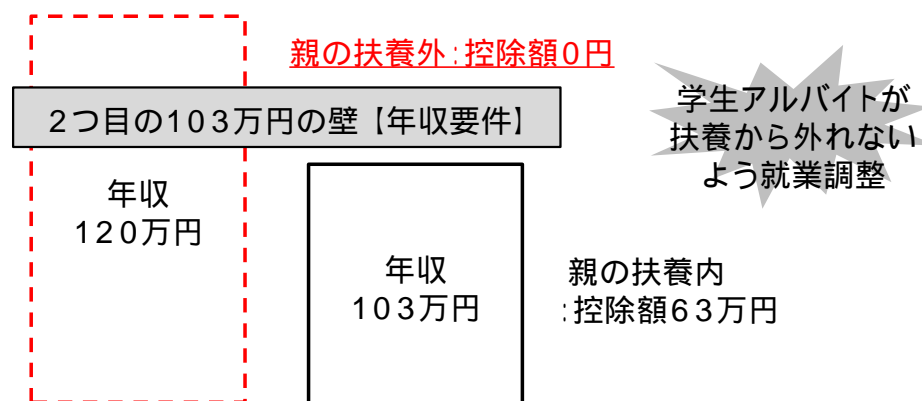 親の扶養外:控除額0円
2つ目の103万円の壁【年収要件】
学生アルバイトが
扶養から外れない
よう就業調整
年収
120万円
年収
103万円
親の扶養内
:控除額63万円